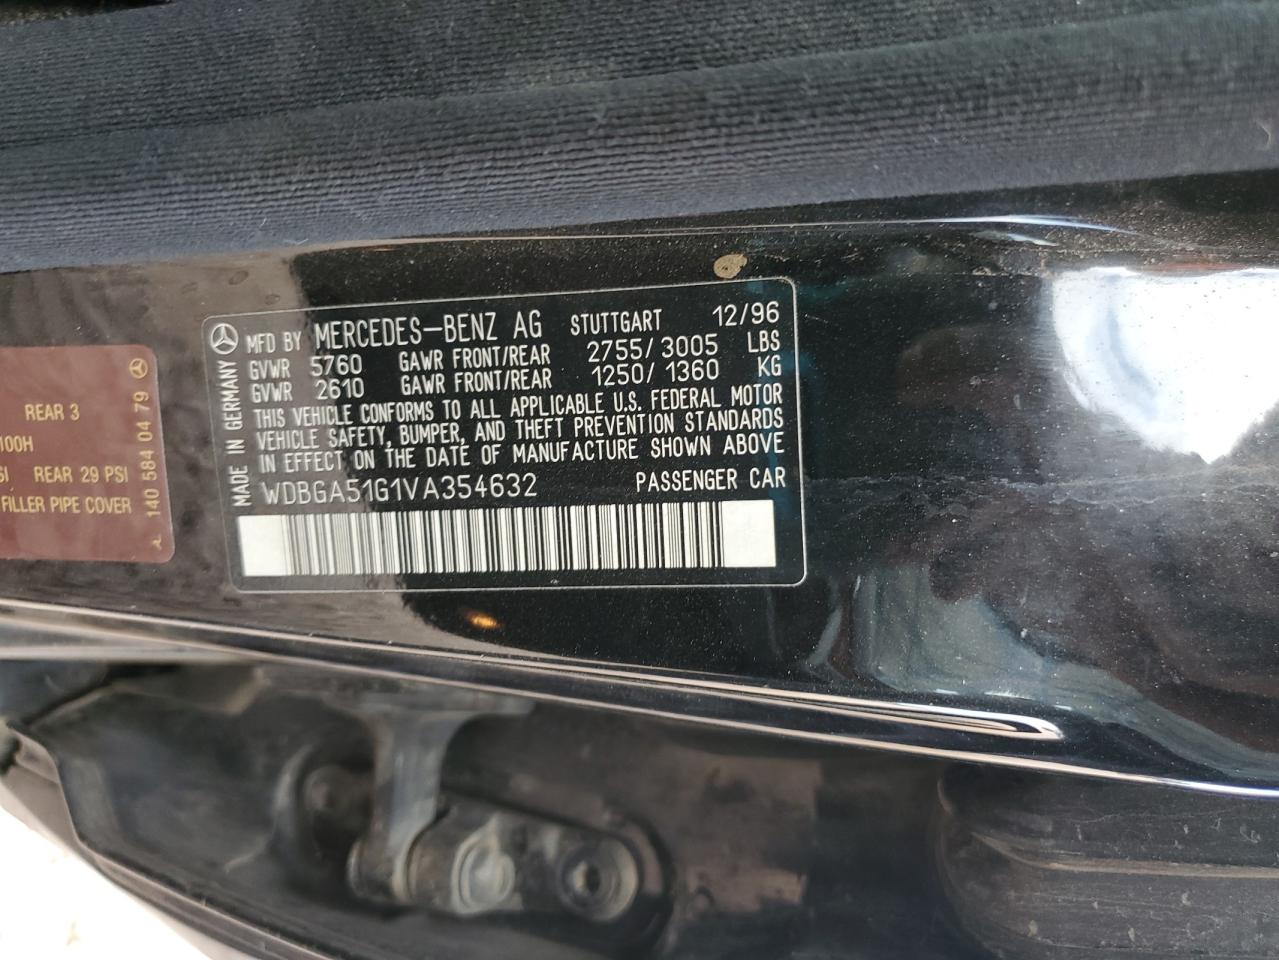 MFD BY MERCEDES-BENZ AG STUTTGART 12/96
GVWR 5760 GAWR FRONT/REAR 2755/3005 LBS
GVWR 2610 GAWR FRONT/REAR 1250/1360 KG
THIS VEHICLE CONFORMS TO ALL APPLICABLE U.S. FEDERAL MOTOR
VEHICLE SAFETY, BUMPER, AND THEFT PREVENTION STANDARDS
IN EFFECT ON THE DATE OF MANUFACTURE SHOWN ABOVE
WDBGA51G1VA354632 PASSENGER CAR
MADE IN GERMANY
REAR 3
100H
SI REAR 29 PSI
FILLER PIPE COVER
140 584 04 79